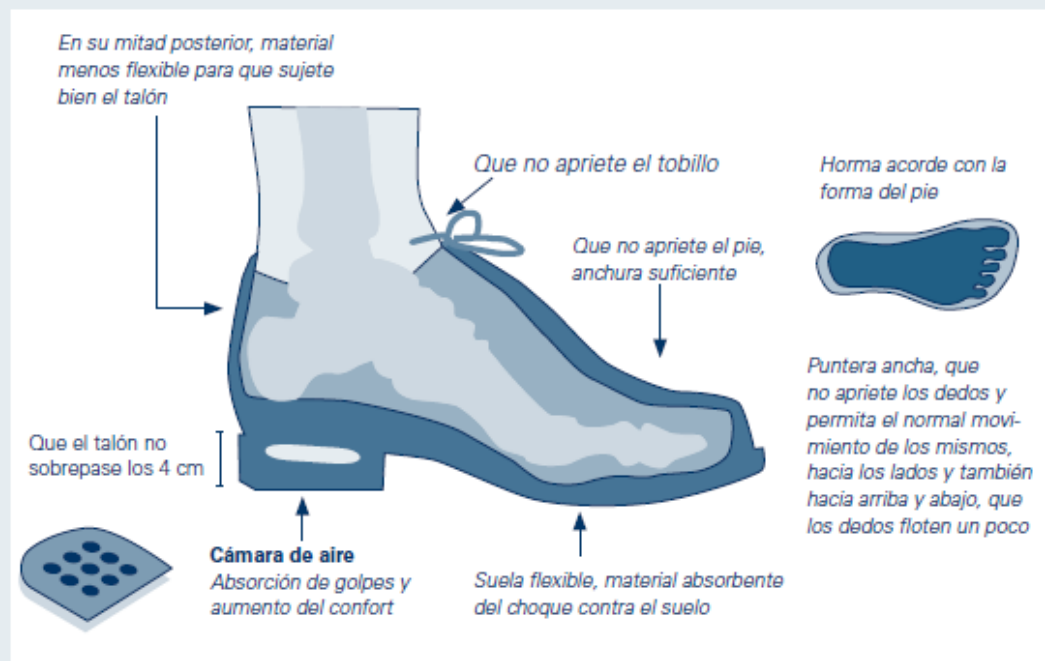 En su mitad posterior, material
menos flexible para que sujete
bien el talón
Que no apriete el tobillo
Horma acorde con la
forma del pie
Que no apriete el pie,
anchura suficiente
Puntera ancha, que
no apriete los dedos y
permita el normal movi-
miento de los mismos,
hacia los lados y también
hacia arriba y abajo, que
los dedos floten un poco
Que el talón no
sobrepase los 4 cm
Cámara de aire
Absorción de golpes y
aumento del confort
Suela flexible, material absorbente
del choque contra el suelo